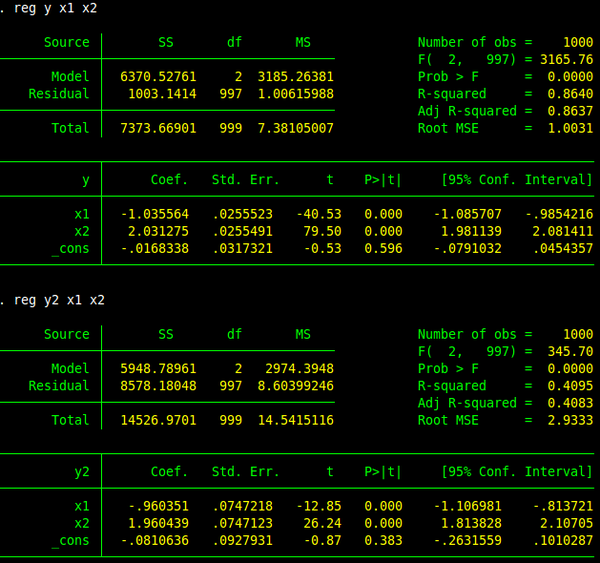 . reg y x1 x2
Source SS df MS Number of obs = 1000
F( 2, 997) = 3165.76
Model 6370.52761 2 3185.26381 Prob > F = 0.0000
Residual 1003.1414 997 1.00615988 R-squared = 0.8640
Adj R-squared = 0.8637
Total 7373.66901 999 7.38105007 Root MSE = 1.0031
y Coef. Std. Err. t P>|t| [95% Conf. Interval]
x1 -1.035564 .0255523 -40.53 0.000 -1.085707 -.9854216
x2 2.031275 .0255491 79.50 0.000 1.981139 2.081411
_cons -.0168338 .0317321 -0.53 0.596 -.0791032 .0454357
. reg y2 x1 x2
Source SS df MS Number of obs = 1000
F( 2, 997) = 345.70
Model 5948.78961 2 2974.3948 Prob > F = 0.0000
Residual 8578.18048 997 8.60399246 R-squared = 0.4095
Adj R-squared = 0.4083
Total 14526.9701 999 14.5415116 Root MSE = 2.9333
y2 Coef. Std. Err. t P>|t| [95% Conf. Interval]
x1 -.960351 .0747218 -12.85 0.000 -1.106981 -.813721
x2 1.960439 .0747123 26.24 0.000 1.813828 2.10705
_cons -.0810636 .0927931 -0.87 0.383 -.2631559 .1010287